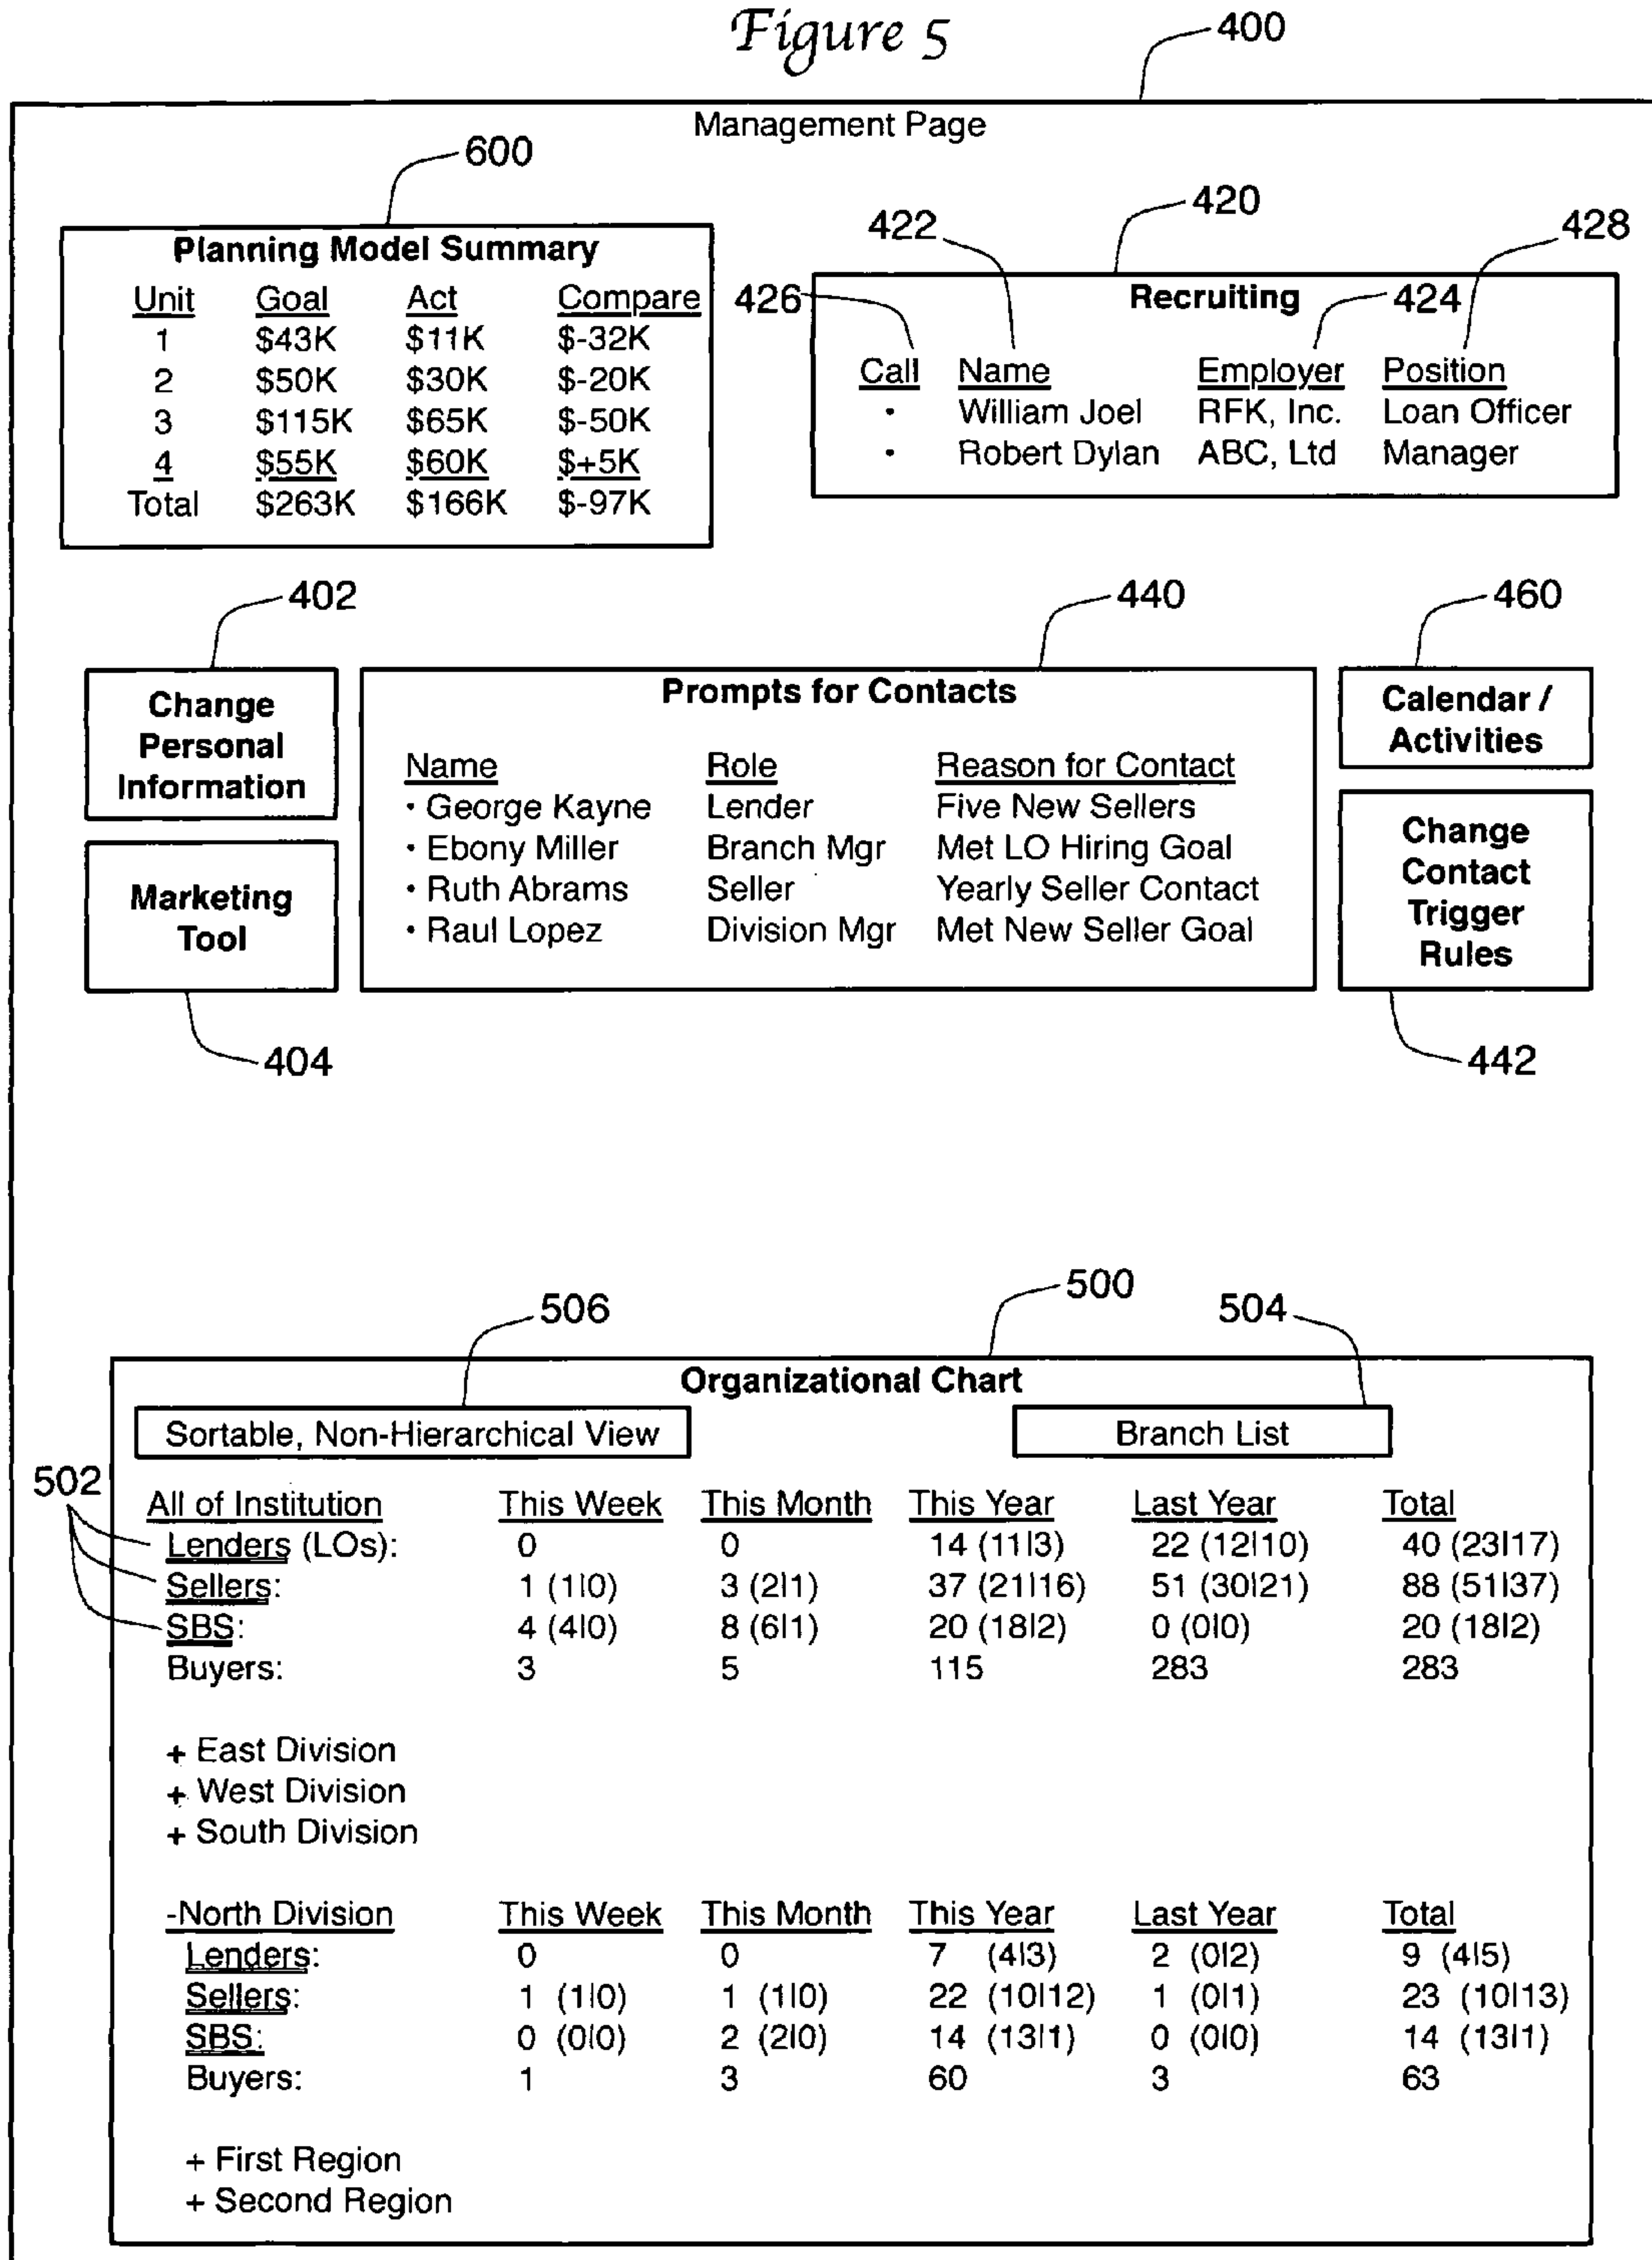 Figure 5
400
Management Page
600
Planning Model Summary
Unit Goal Act Compare
1 $43K $11K $-32K
2 $50K $30K $-20K
3 $115K $65K $-50K
4 $55K $60K $+5K
Total $263K $166K $-97K
420
422
428
426
Recruiting
424
Call Name Employer Position
• William Joel RFK, Inc. Loan Officer
• Robert Dylan ABC, Ltd Manager
402
440
460
Change
Personal
Information
Marketing
Tool
404
Prompts for Contacts
Name Role Reason for Contact
• George Kayne Lender Five New Sellers
• Ebony Miller Branch Mgr Met LO Hiring Goal
• Ruth Abrams Seller Yearly Seller Contact
• Raul Lopez Division Mgr Met New Seller Goal
Calendar /
Activities
Change
Contact
Trigger
Rules
442
500
506
504
Organizational Chart
Sortable, Non-Hierarchical View
Branch List
502
All of Institution This Week This Month This Year Last Year Total
Lenders (LOs): 0 0 14 (11|3) 22 (12|10) 40 (23|17)
Sellers: 1 (1|0) 3 (2|1) 37 (21|16) 51 (30|21) 88 (51|37)
SBS: 4 (4|0) 8 (6|1) 20 (18|2) 0 (0|0) 20 (18|2)
Buyers: 3 5 115 283 283
+ East Division
+ West Division
+ South Division
-North Division This Week This Month This Year Last Year Total
Lenders: 0 0 7 (4|3) 2 (0|2) 9 (4|5)
Sellers: 1 (1|0) 1 (1|0) 22 (10|12) 1 (0|1) 23 (10|13)
SBS: 0 (0|0) 2 (2|0) 14 (13|1) 0 (0|0) 14 (13|1)
Buyers: 1 3 60 3 63
+ First Region
+ Second Region